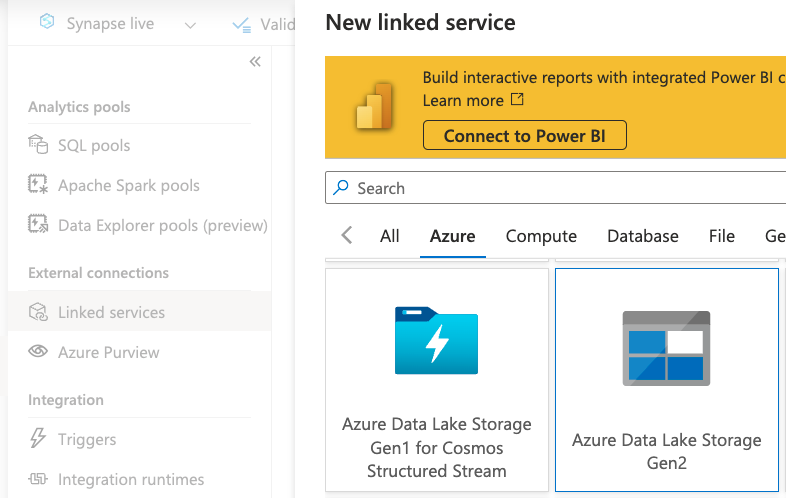 Synapse live
Valid
Analytics pools
SQL pools
Apache Spark pools
Data Explorer pools (preview)
External connections
Linked services
Azure Purview
Integration
Triggers
Integration runtimes
New linked service
Build interactive reports with integrated Power BI c
Learn more
Connect to Power BI
Search
All Azure Compute Database File Ge
Azure Data Lake Storage
Gen1 for Cosmos
Structured Stream
Azure Data Lake Storage
Gen2